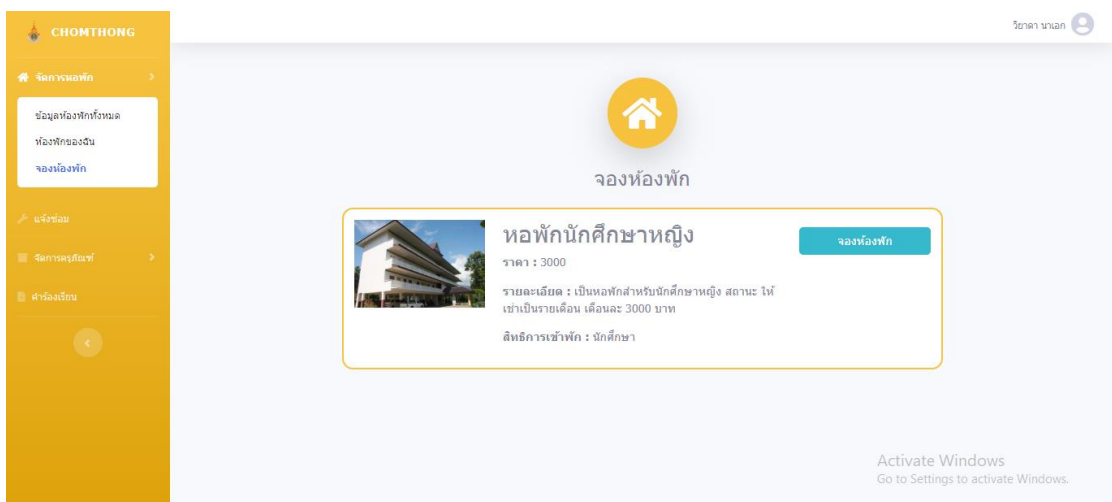 CHOMTHONG
วิยาดา นาเอก
จัดการหอพัก
ข้อมูลห้องพักทั้งหมด
ห้องพักของฉัน
จองห้องพัก
แจ้งซ่อม
จัดการครุภัณฑ์
คำร้องเรียน
จองห้องพัก
หอพักนักศึกษาหญิง
จองห้องพัก
ราคา : 3000
รายละเอียด : เป็นหอพักสำหรับนักศึกษาหญิง สถานะ ให้
เช่าเป็นรายเดือน เดือนละ 3000 บาท
สิทธิการเข้าพัก : นักศึกษา
Activate Windows
Go to Settings to activate Windows.